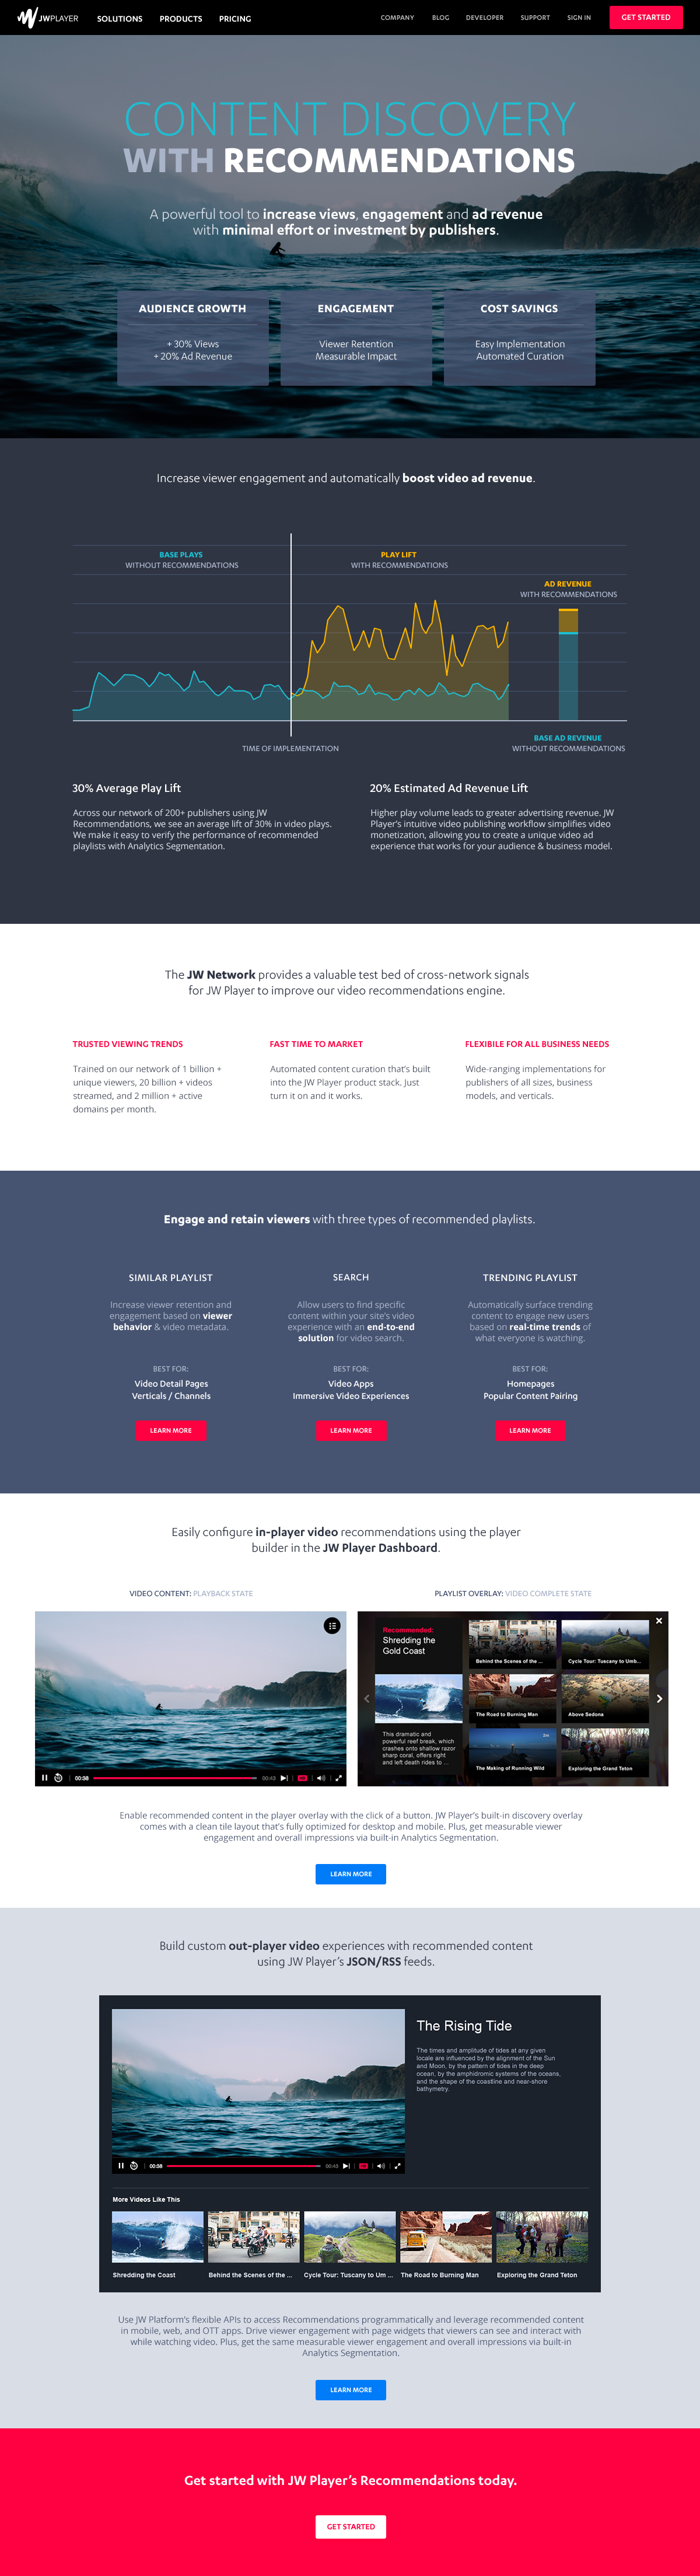 JWPLAYER
SOLUTIONS
PRODUCTS
PRICING
COMPANY
BLOG
DEVELOPER
SUPPORT
SIGN IN
GET STARTED
CONTENT DISCOVERY
WITH RECOMMENDATIONS
A powerful tool to increase views, engagement and ad revenue
with minimal effort or investment by publishers.
AUDIENCE GROWTH
+ 30% Views
+ 20% Ad Revenue
ENGAGEMENT
Viewer Retention
Measurable Impact
COST SAVINGS
Easy Implementation
Automated Curation
Increase viewer engagement and automatically boost video ad revenue.
BASE PLAYS
WITHOUT RECOMMENDATIONS
PLAY LIFT
WITH RECOMMENDATIONS
AD REVENUE
WITH RECOMMENDATIONS
TIME OF IMPLEMENTATION
BASE AD REVENUE
WITHOUT RECOMMENDATIONS
30% Average Play Lift
Across our network of 200+ publishers using JW
Recommendations, we see an average lift of 30% in video plays.
We make it easy to verify the performance of recommended
playlists with Analytics Segmentation.
20% Estimated Ad Revenue Lift
Higher play volume leads to greater advertising revenue. JW
Player's intuitive video publishing workflow simplifies video
monetization, allowing you to create a unique video ad
experience that works for your audience & business model.
The JW Network provides a valuable test bed of cross-network signals
for JW Player to improve our video recommendations engine.
TRUSTED VIEWING TRENDS
Trained on our network of 1 billion +
unique viewers, 20 billion + videos
streamed, and 2 million + active
domains per month.
FAST TIME TO MARKET
Automated content curation that's built
into the JW Player product stack. Just
turn it on and it works.
FLEXIBILE FOR ALL BUSINESS NEEDS
Wide-ranging implementations for
publishers of all sizes, business
models, and verticals.
Engage and retain viewers with three types of recommended playlists.
SIMILAR PLAYLIST
Increase viewer retention and
engagement based on viewer
behavior & video metadata.
BEST FOR:
Video Detail Pages
Verticals / Channels
LEARN MORE
SEARCH
Allow users to find specific
content within your site's video
experience with an end-to-end
solution for video search.
BEST FOR:
Video Apps
Immersive Video Experiences
LEARN MORE
TRENDING PLAYLIST
Automatically surface trending
content to engage new users
based on real-time trends of
what everyone is watching.
BEST FOR:
Homepages
Popular Content Pairing
LEARN MORE
Easily configure in-player video recommendations using the player
builder in the JW Player Dashboard.
VIDEO CONTENT: PLAYBACK STATE
00:38
00:43
PLAYLIST OVERLAY: VIDEO COMPLETE STATE
Recommended:
Shredding the
Gold Coast
This dramatic and
powerful reef break, which
crashes onto shallow razor
sharp coral, offers right
and left death rides to ...
Behind the Scenes of the ...
Cycle Tour: Tuscany to Umb...
The Road to Burning Man
Above Sedona
The Making of Running Wild
Exploring the Grand Teton
Enable recommended content in the player overlay with the click of a button. JW Player's built-in discovery overlay
comes with a clean tile layout that's fully optimized for desktop and mobile. Plus, get measurable viewer
engagement and overall impressions via built-in Analytics Segmentation.
LEARN MORE
Build custom out-player video experiences with recommended content
using JW Player's JSON/RSS feeds.
00:38
00:43
The Rising Tide
The times and amplitude of tides at any given
locale are influenced by the alignment of the Sun
and Moon, by the pattern of tides in the deep
ocean, by the amphidromic systems of the oceans,
and the shape of the coastline and near-shore
bathymetry.
More Videos Like This
Shredding the Coast
Behind the Scenes of the ...
Cycle Tour: Tuscany to Um ...
The Road to Burning Man
Exploring the Grand Teton
Use JW Platform's flexible APIs to access Recommendations programmatically and leverage recommended content
in mobile, web, and OTT apps. Drive viewer engagement with page widgets that viewers can see and interact with
while watching video. Plus, get the same measurable viewer engagement and overall impressions via built-in
Analytics Segmentation.
LEARN MORE
Get started with JW Player's Recommendations today.
GET STARTED